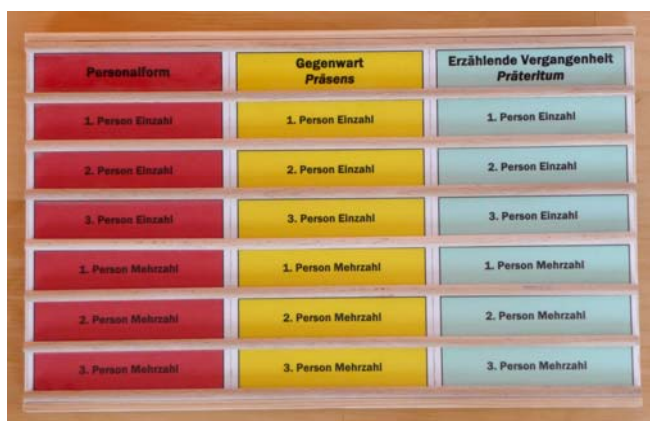 Personalform
Gegenwart
Präsens
Erzählende Vergangenheit
Präteritum
1. Person Einzahl
1. Person Einzahl
1. Person Einzahl
2. Person Einzahl
2. Person Einzahl
2. Person Einzahl
3. Person Einzahl
3. Person Einzahl
3. Person Einzahl
1. Person Mehrzahl
1. Person Mehrzahl
1. Person Mehrzahl
2. Person Mehrzahl
2. Person Mehrzahl
2. Person Mehrzahl
3. Person Mehrzahl
3. Person Mehrzahl
3. Person Mehrzahl